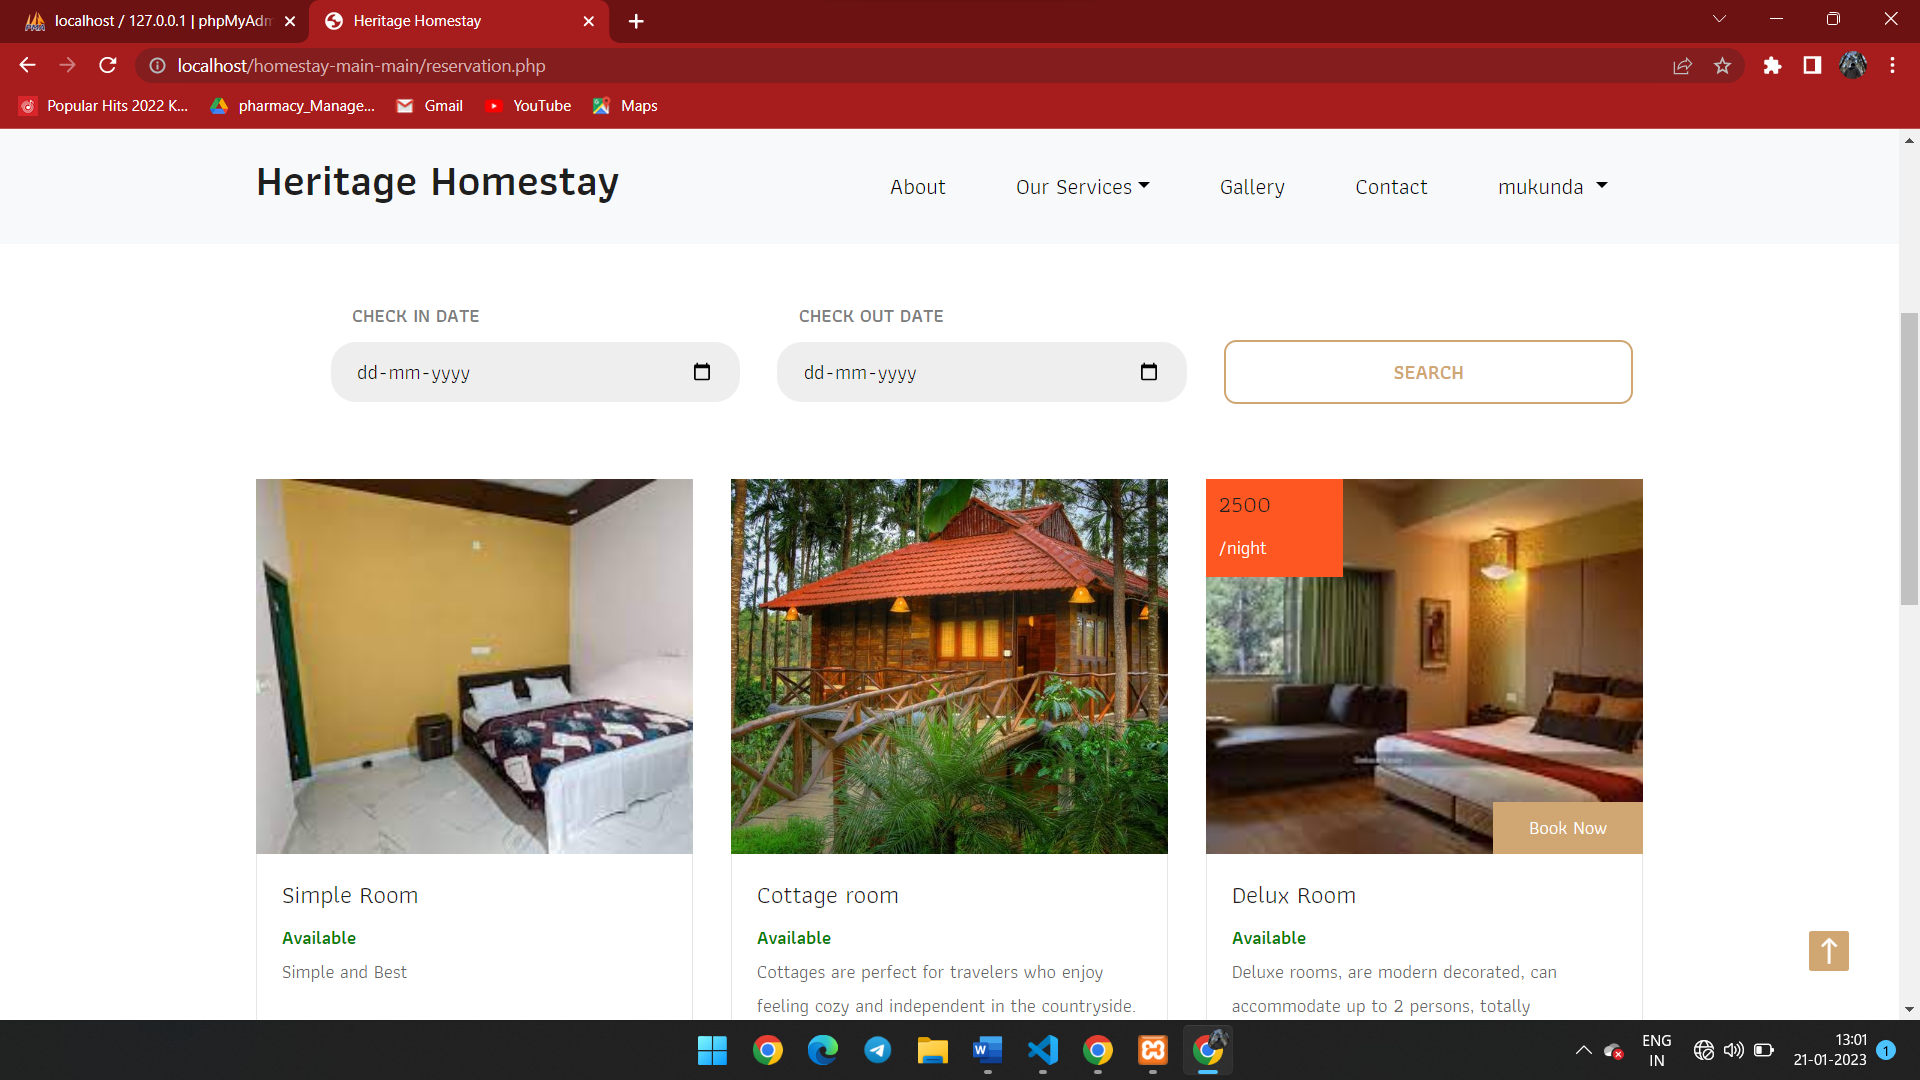 localhost / 127.0.0.1 | phpMyAdm
Heritage Homestay
localhost/homestay-main-main/reservation.php
Popular Hits 2022 K...
pharmacy_Manage...
Gmail
YouTube
Maps
Heritage Homestay
About
Our Services
Gallery
Contact
mukunda
CHECK IN DATE
CHECK OUT DATE
dd-mm-yyyy
dd-mm-yyyy
SEARCH
2500
/night
Book Now
Simple Room
Available
Simple and Best
Cottage room
Available
Cottages are perfect for travelers who enjoy
feeling cozy and independent in the countryside.
Delux Room
Available
Deluxe rooms, are modern decorated, can
accommodate up to 2 persons, totally
ENG
IN
13:01
21-01-2023
1